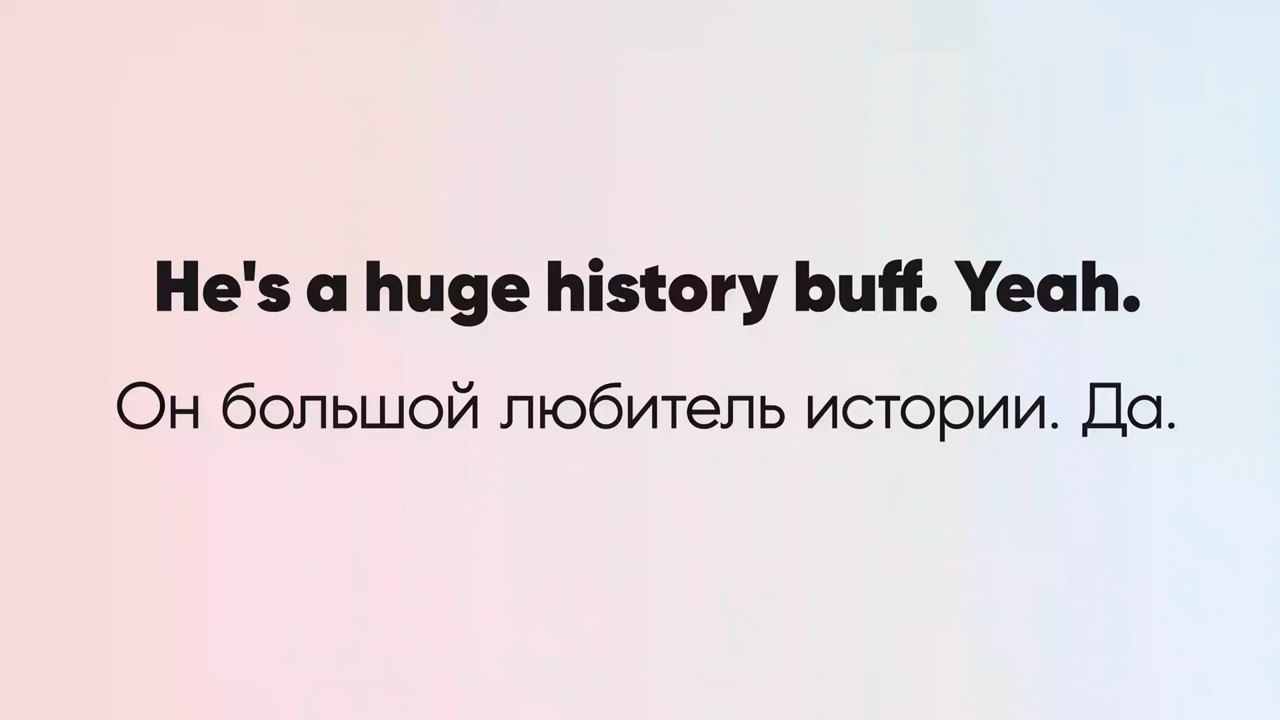 He's a huge history buff. Yeah.
Он большой любитель истории. Да.